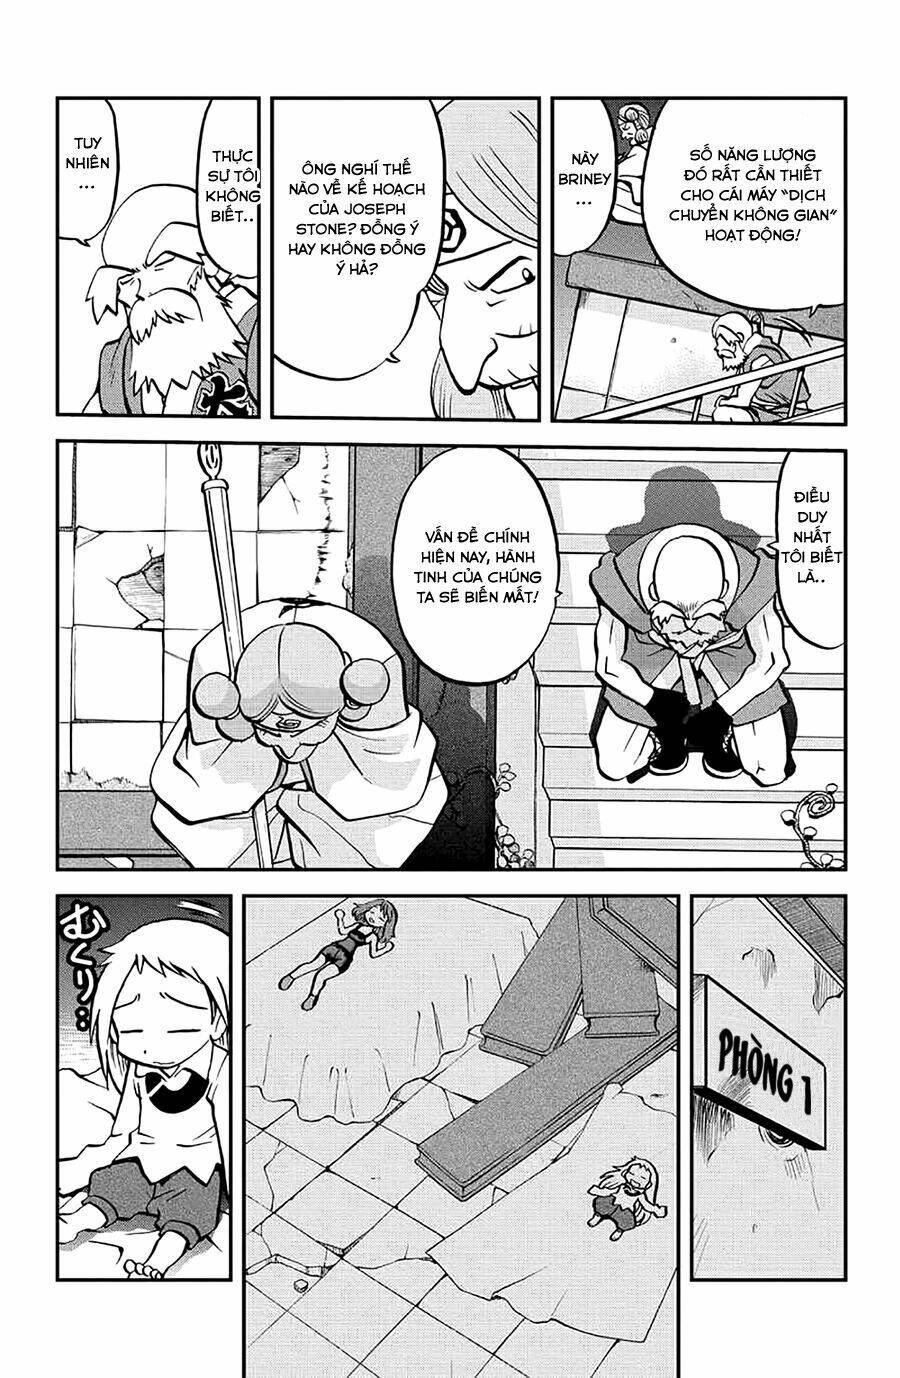 SỐ NĂNG LƯỢNG
ĐÓ RẤT CẦN THIẾT
CHO CÁI MÁY “DỊCH
CHUYỂN KHÔNG GIAN”
HOẠT ĐỘNG!
NÀY
BRINEY
...
ÔNG NGHĨ THẾ
NÀO VỀ KẾ HOẠCH
CỦA JOSEPH
STONE? ĐỒNG Ý
HAY KHÔNG ĐỒNG
Ý HẢ?
THỰC
SỰ TÔI
KHÔNG
BIẾT..
TUY
NHIÊN
...
ĐIỀU
DUY
NHẤT
TÔI BIẾT
LÀ..
VẤN ĐỀ CHÍNH
HIỆN NAY, HÀNH
TINH CỦA CHÚNG
TA SẼ BIẾN MẤT!
PHÒNG 1
むくり…